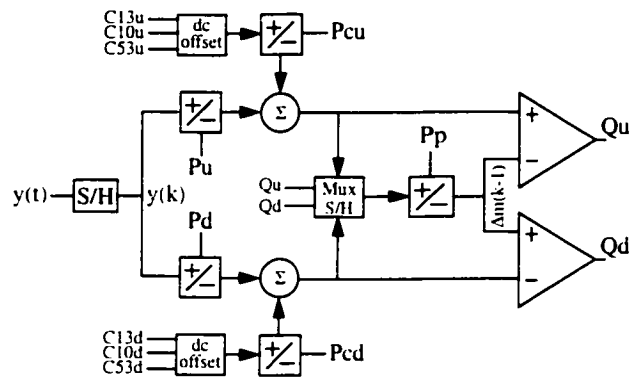 C13u
C10u
C53u
dc
offset
+/−
Pcu
+/−
Σ
Pu
+
−
Qu
Pp
y(t)
S/H
y(k)
Qu
Qd
Mux
S/H
+/−
Δm(k-1)
Pd
+/−
Σ
+
−
Qd
C13d
C10d
C53d
dc
offset
+/−
Pcd